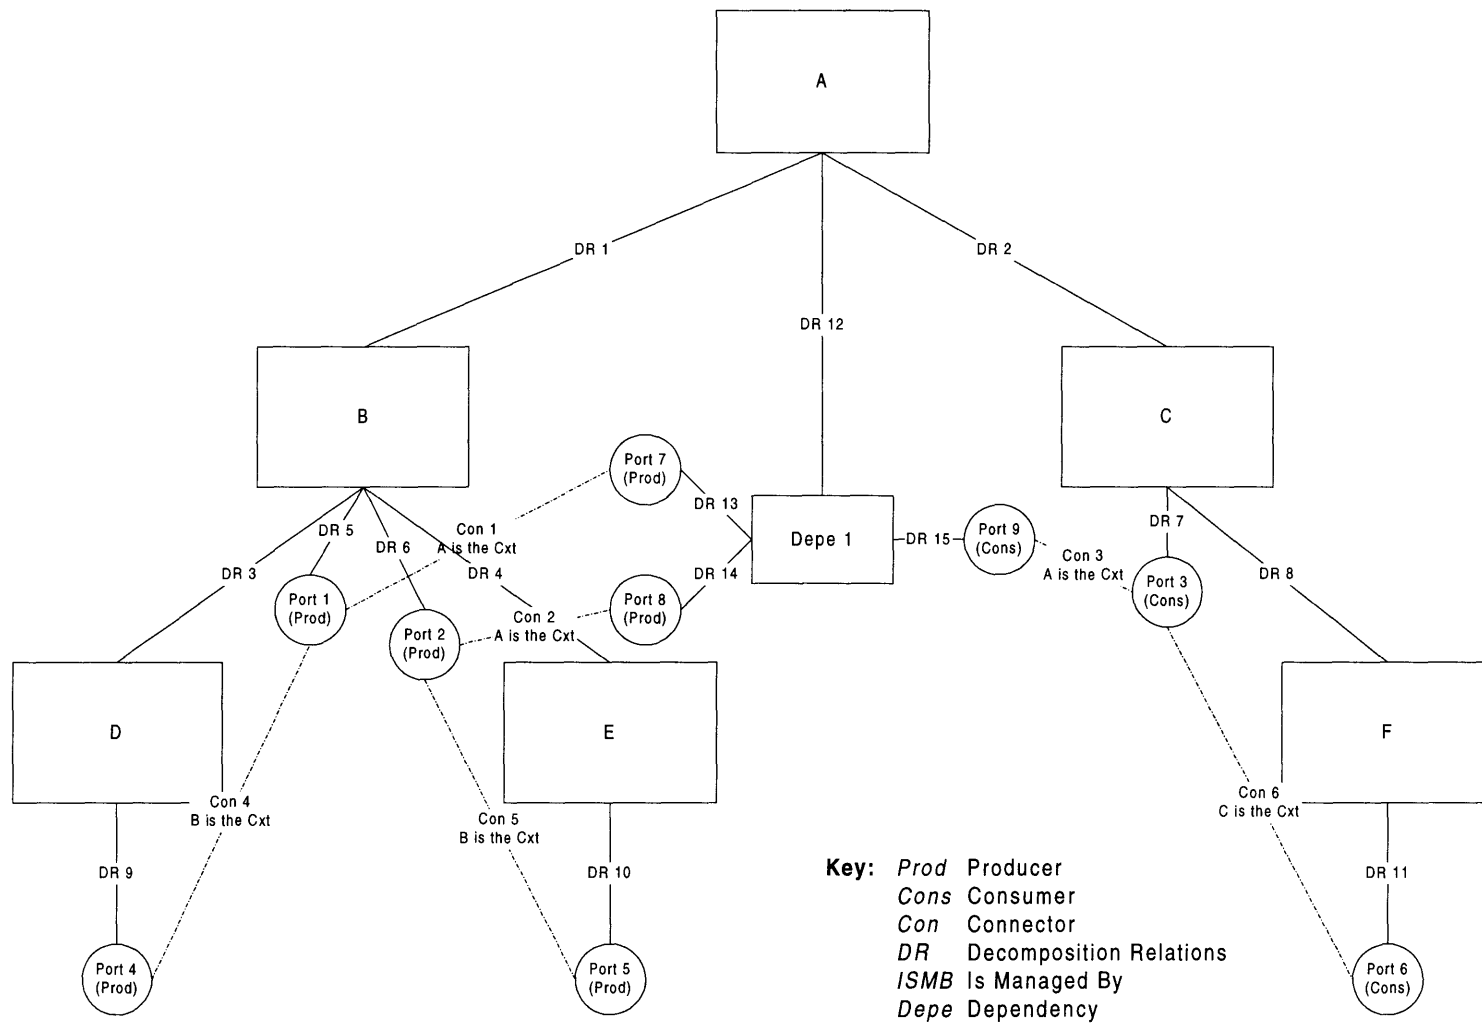 A
DR 1
DR 2
DR 12
B
C
Port 7
(Prod)
DR 13
DR 5
DR 6
Con 1
A is the Cxt
Depe 1
DR 15
Port 9
(Cons)
Con 3
A is the Cxt
DR 7
DR 3
DR 4
DR 14
DR 8
Port 1
(Prod)
Port 2
(Prod)
Con 2
A is the Cxt
Port 8
(Prod)
Port 3
(Cons)
D
E
F
Con 4
B is the Cxt
Con 5
B is the Cxt
Con 6
C is the Cxt
DR 9
DR 10
DR 11
Port 4
(Prod)
Port 5
(Prod)
Port 6
(Cons)
Key: Prod Producer
Cons Consumer
Con Connector
DR Decomposition Relations
ISMB Is Managed By
Depe Dependency